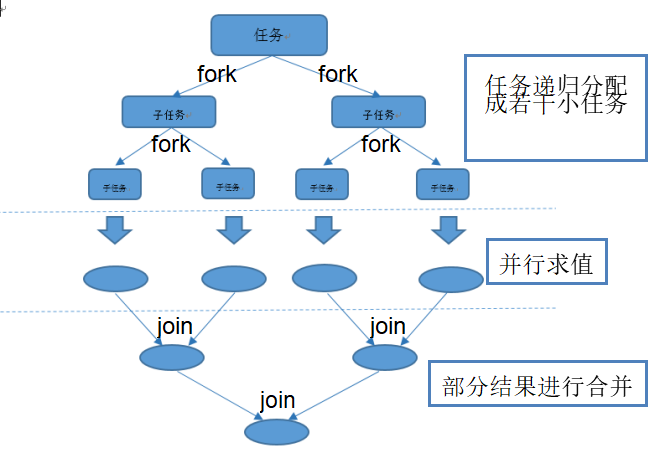 任务
fork fork
子任务 子任务
任务递归分配
成若干小任务
fork fork
子任务 子任务 子任务 子任务
并行求值
join join
部分结果进行合并
join